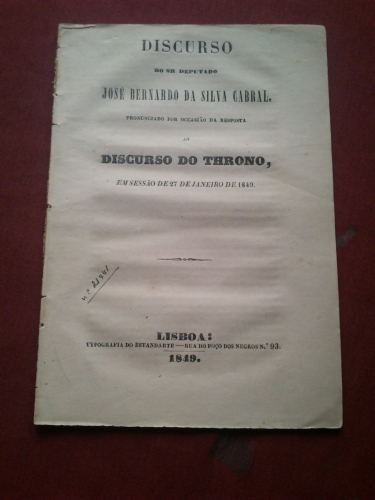 DISCURSO
DO SR. DEPUTADO
JOSÉ BERNARDO DA SILVA CABRAL,
PRONUNCIADO POR OCCASIÃO DA RESPOSTA
AO
DISCURSO DO THRONO,
EM SESSÃO DE 27 DE JANEIRO DE 1849.
LISBOA:
TYPOGRAFIA DO ESTANDARTE — RUA DO POÇO DOS NEGROS N.º 93.
1849.